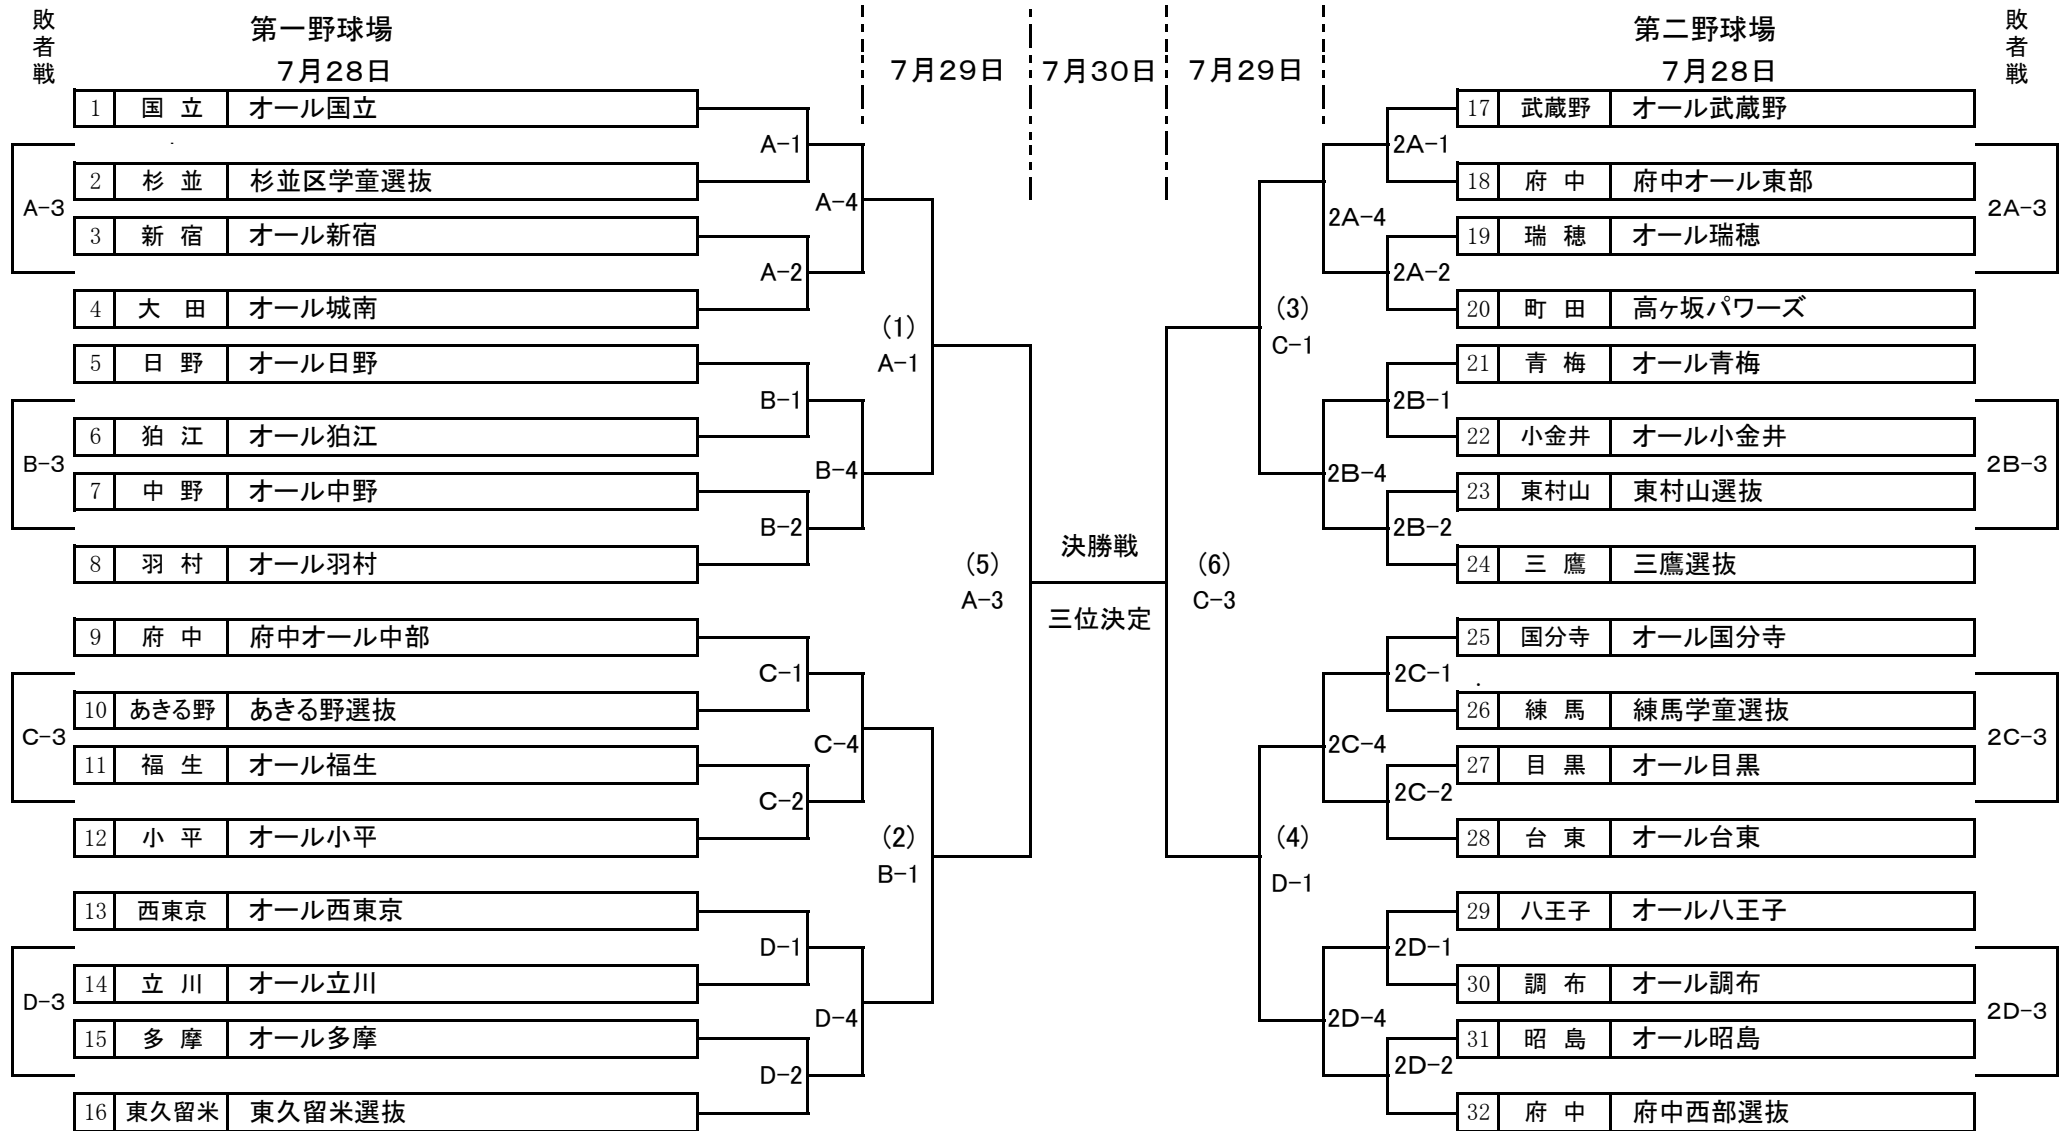 敗者戦
第一野球場
7月28日
7月29日
7月30日
7月29日
第二野球場
7月28日
敗者戦
1 国 立 オール国立
2 杉 並 杉並区学童選抜
3 新 宿 オール新宿
4 大 田 オール城南
5 日 野 オール日野
6 狛 江 オール狛江
7 中 野 オール中野
8 羽 村 オール羽村
9 府 中 府中オール中部
10 あきる野 あきる野選抜
11 福 生 オール福生
12 小 平 オール小平
13 西東京 オール西東京
14 立 川 オール立川
15 多 摩 オール多摩
16 東久留米 東久留米選抜
A-3
B-3
C-3
D-3
A-1
A-2
B-1
B-2
C-1
C-2
D-1
D-2
A-4
B-4
C-4
D-4
(1)
A-1
(2)
B-1
(5)
A-3
決勝戦
三位決定
(6)
C-3
(3)
C-1
(4)
D-1
2A-4
2B-4
2C-4
2D-4
2A-1
2A-2
2B-1
2B-2
2C-1
2C-2
2D-1
2D-2
17 武蔵野 オール武蔵野
18 府 中 府中オール東部
19 瑞 穂 オール瑞穂
20 町 田 高ヶ坂パワーズ
21 青 梅 オール青梅
22 小金井 オール小金井
23 東村山 東村山選抜
24 三 鷹 三鷹選抜
25 国分寺 オール国分寺
26 練 馬 練馬学童選抜
27 目 黒 オール目黒
28 台 東 オール台東
29 八王子 オール八王子
30 調 布 オール調布
31 昭 島 オール昭島
32 府 中 府中西部選抜
2A-3
2B-3
2C-3
2D-3